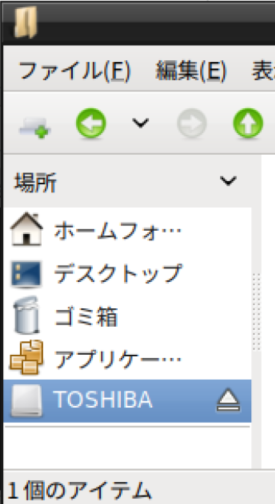 ファイル(F) 編集(E) 表
場所
ホームフォ…
デスクトップ
ゴミ箱
アプリケー…
TOSHIBA
1個のアイテム